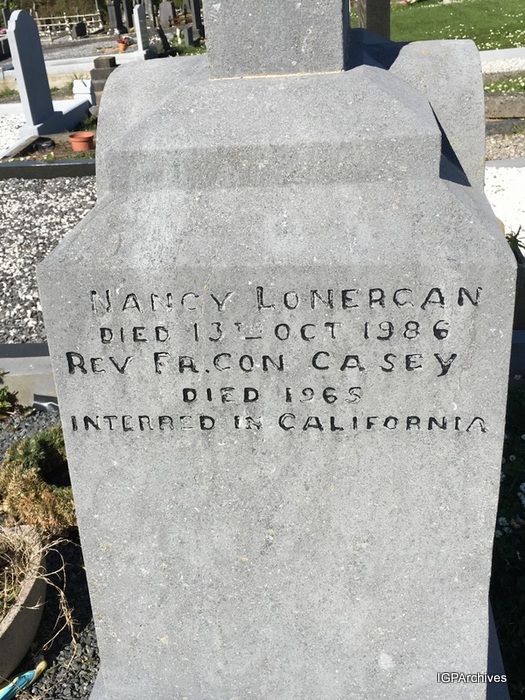 NANCY LONERGAN
DIED 13TH OCT 1986
REV FR. CON CASEY
DIED 1965
INTERRED IN CALIFORNIA
IGPArchives